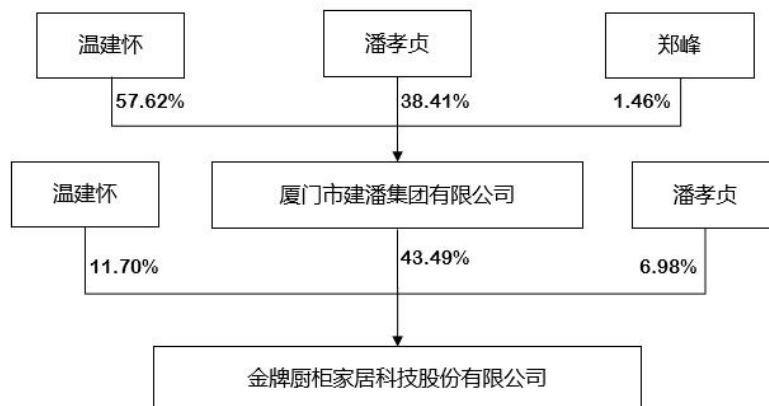 温建怀
潘孝贞
郑峰
57.62%
38.41%
1.46%
温建怀
厦门市建潘集团有限公司
潘孝贞
11.70%
43.49%
6.98%
金牌厨柜家居科技股份有限公司